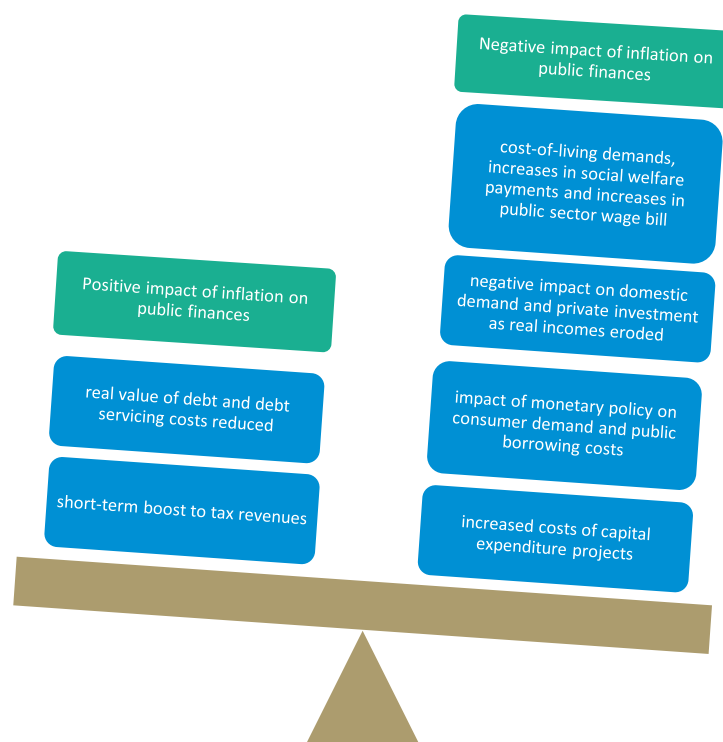 Positive impact of inflation on
public finances
real value of debt and debt
servicing costs reduced
short-term boost to tax revenues
Negative impact of inflation on
public finances
cost-of-living demands,
increases in social welfare
payments and increases in
public sector wage bill
negative impact on domestic
demand and private investment
as real incomes eroded
impact of monetary policy on
consumer demand and public
borrowing costs
increased costs of capital
expenditure projects